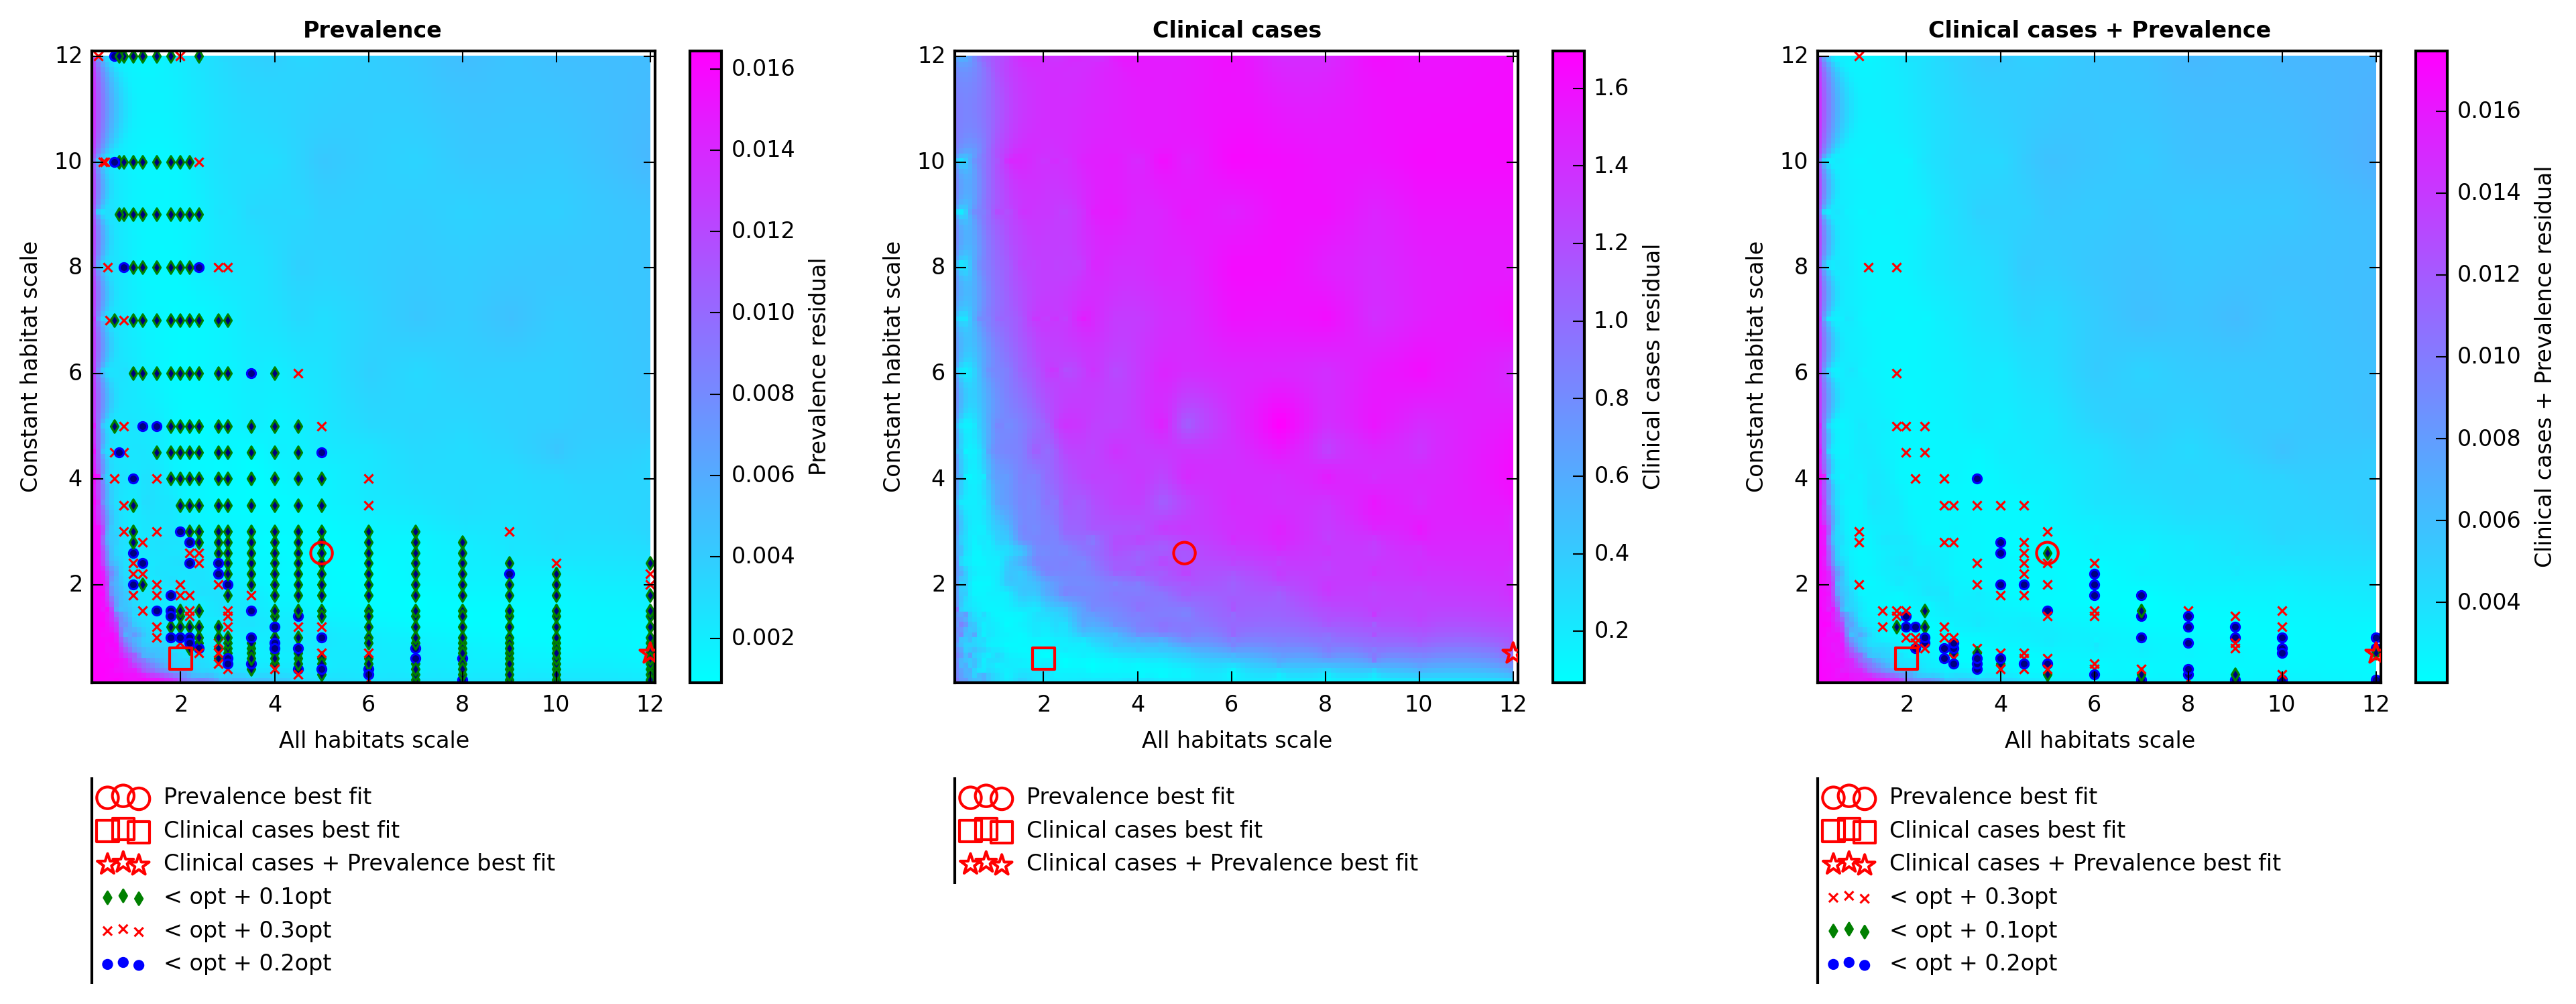 Prevalence
12
10
8
6
4
2
2 4 6 8 10 12
Constant habitat scale
All habitats scale
0.016
0.014
0.012
0.010
0.008
0.006
0.004
0.002
Prevalence residual
Prevalence best fit
Clinical cases best fit
Clinical cases + Prevalence best fit
< opt + 0.1opt
< opt + 0.3opt
< opt + 0.2opt
Clinical cases
12
10
8
6
4
2
2 4 6 8 10 12
Constant habitat scale
All habitats scale
1.6
1.4
1.2
1.0
0.8
0.6
0.4
0.2
Clinical cases residual
Prevalence best fit
Clinical cases best fit
Clinical cases + Prevalence best fit
Clinical cases + Prevalence
12
10
8
6
4
2
2 4 6 8 10 12
Constant habitat scale
All habitats scale
0.016
0.014
0.012
0.010
0.008
0.006
0.004
Clinical cases + Prevalence residual
Prevalence best fit
Clinical cases best fit
Clinical cases + Prevalence best fit
< opt + 0.3opt
< opt + 0.1opt
< opt + 0.2opt